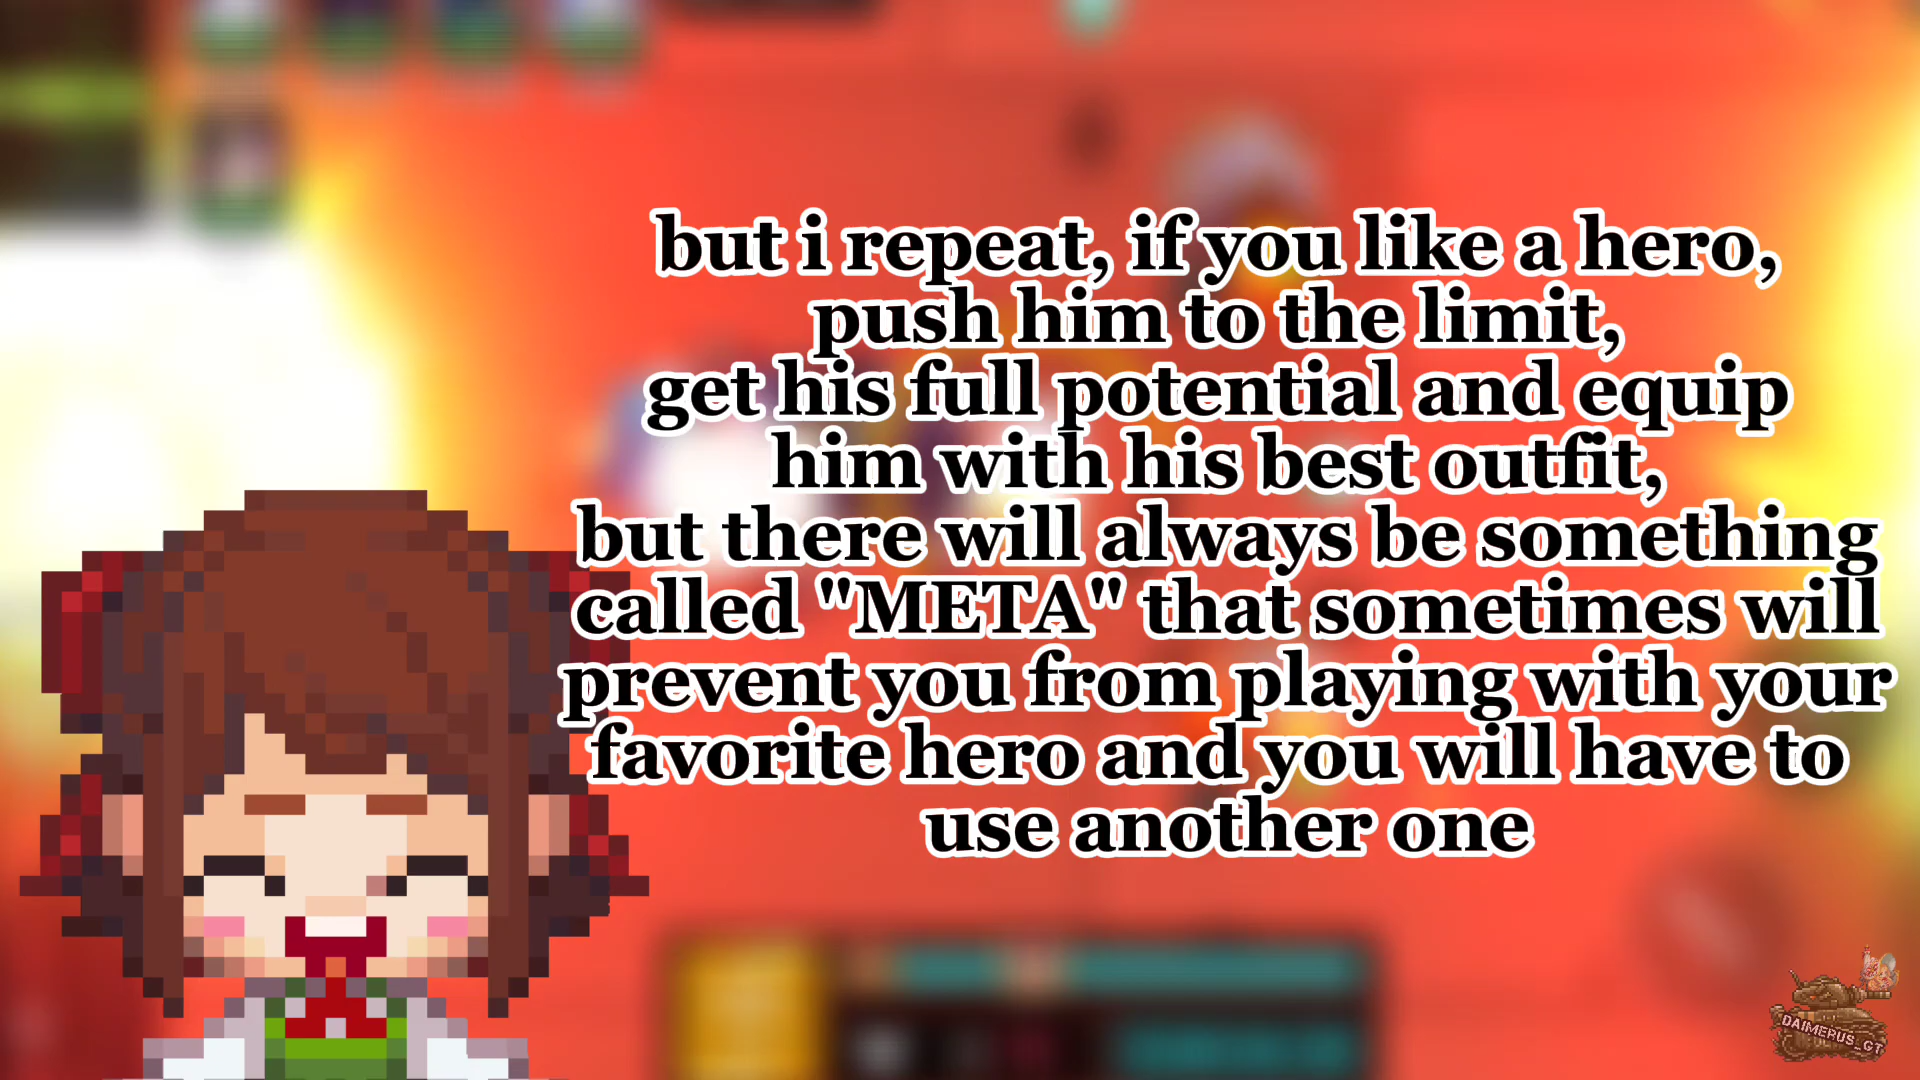 but i repeat, if you like a hero,
push him to the limit,
get his full potential and equip
him with his best outfit,
but there will always be something
called "META" that sometimes will
prevent you from playing with your
favorite hero and you will have to
use another one
DAIMERUS_GT